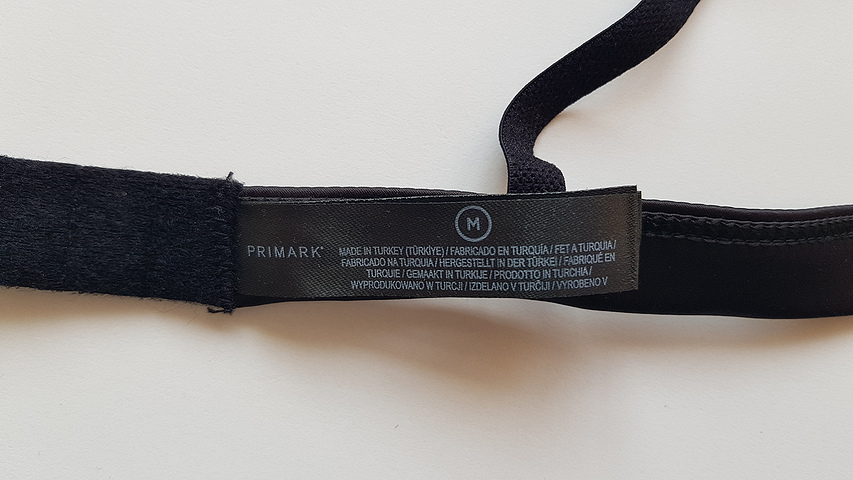 M
PRIMARK®
MADE IN TURKEY (TÜRKİYE) / FABRICADO EN TURQUÍA / FET A TURQUIA /
FABRICADO NA TURQUIA / HERGESTELLT IN DER TÜRKEI / FABRIQUÉ EN
TURQUIE / GEMAAKT IN TURKIJE / PRODOTTO IN TURCHIA /
WYPRODUKOWANO W TURCJI / IZDELANO V TURČIJI / VYROBENO V